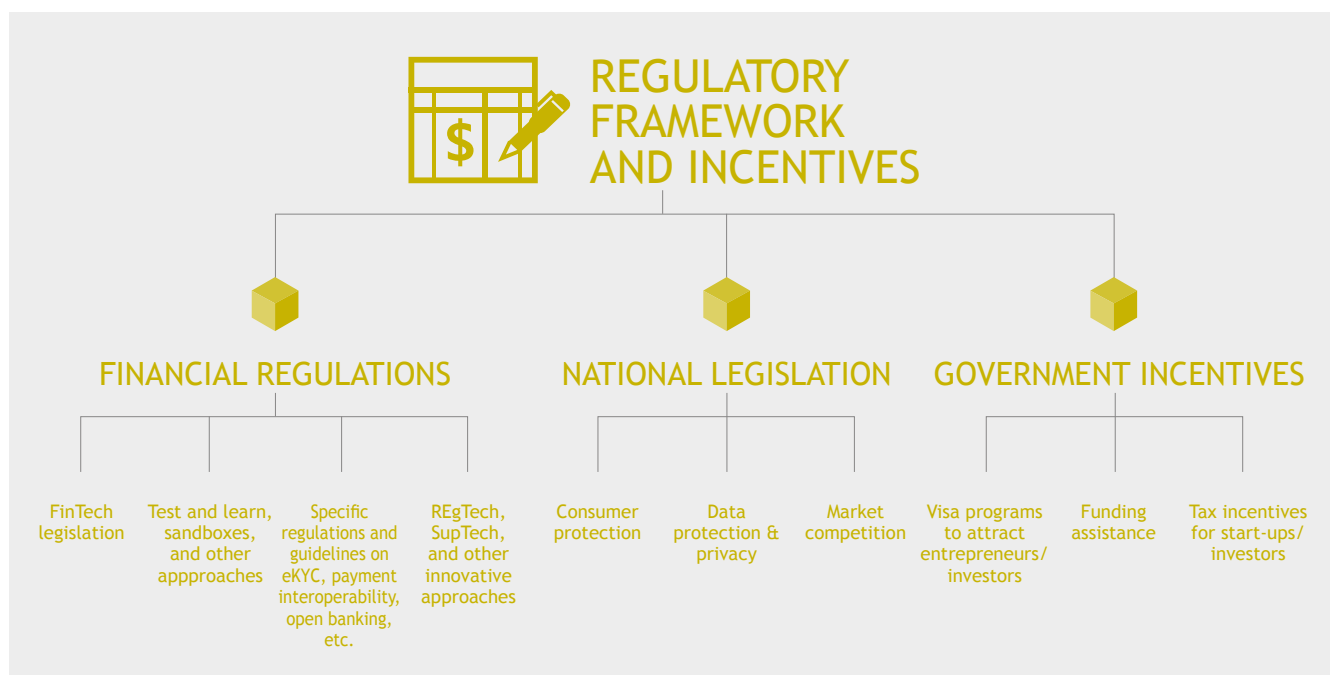 $
REGULATORY
FRAMEWORK
AND INCENTIVES
FINANCIAL REGULATIONS
NATIONAL LEGISLATION
GOVERNMENT INCENTIVES
FinTech
legislation
Test and learn,
sandboxes,
and other
appproaches
Specific
regulations and
guidelines on
eKYC, payment
interoperability,
open banking,
etc.
REgTech,
SupTech,
and other
innovative
approaches
Consumer
protection
Data
protection &
privacy
Market
competition
Visa programs
to attract
entrepreneurs/
investors
Funding
assistance
Tax incentives
for start-ups/
investors